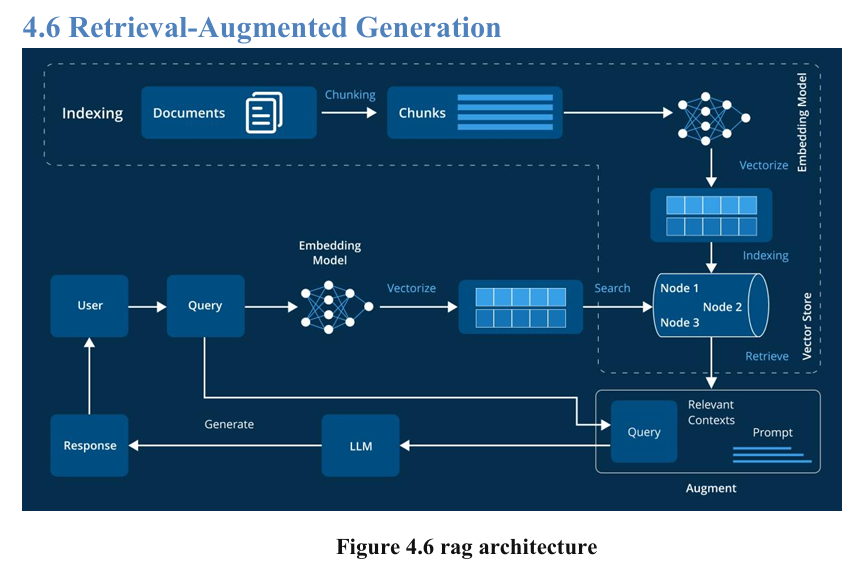 4.6 Retrieval-Augmented Generation
Indexing
Documents
Chunking
Chunks
Embedding Model
Vectorize
Indexing
Embedding
Model
User
Query
Vectorize
Search
Node 1
Node 2
Node 3
Vector Store
Retrieve
Relevant
Contexts
Query
Prompt
Augment
Generate
LLM
Response
Figure 4.6 rag architecture